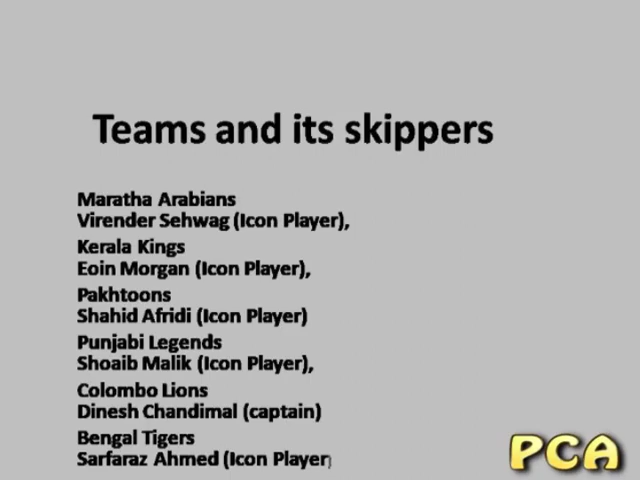 Teams and its skippers
Maratha Arabians
Virender Sehwag (Icon Player),
Kerala Kings
Eoin Morgan (Icon Player),
Pakhtoons
Shahid Afridi (Icon Player)
Punjabi Legends
Shoaib Malik (Icon Player),
Colombo Lions
Dinesh Chandimal (captain)
Bengal Tigers
Sarfaraz Ahmed (Icon Player)
PCA